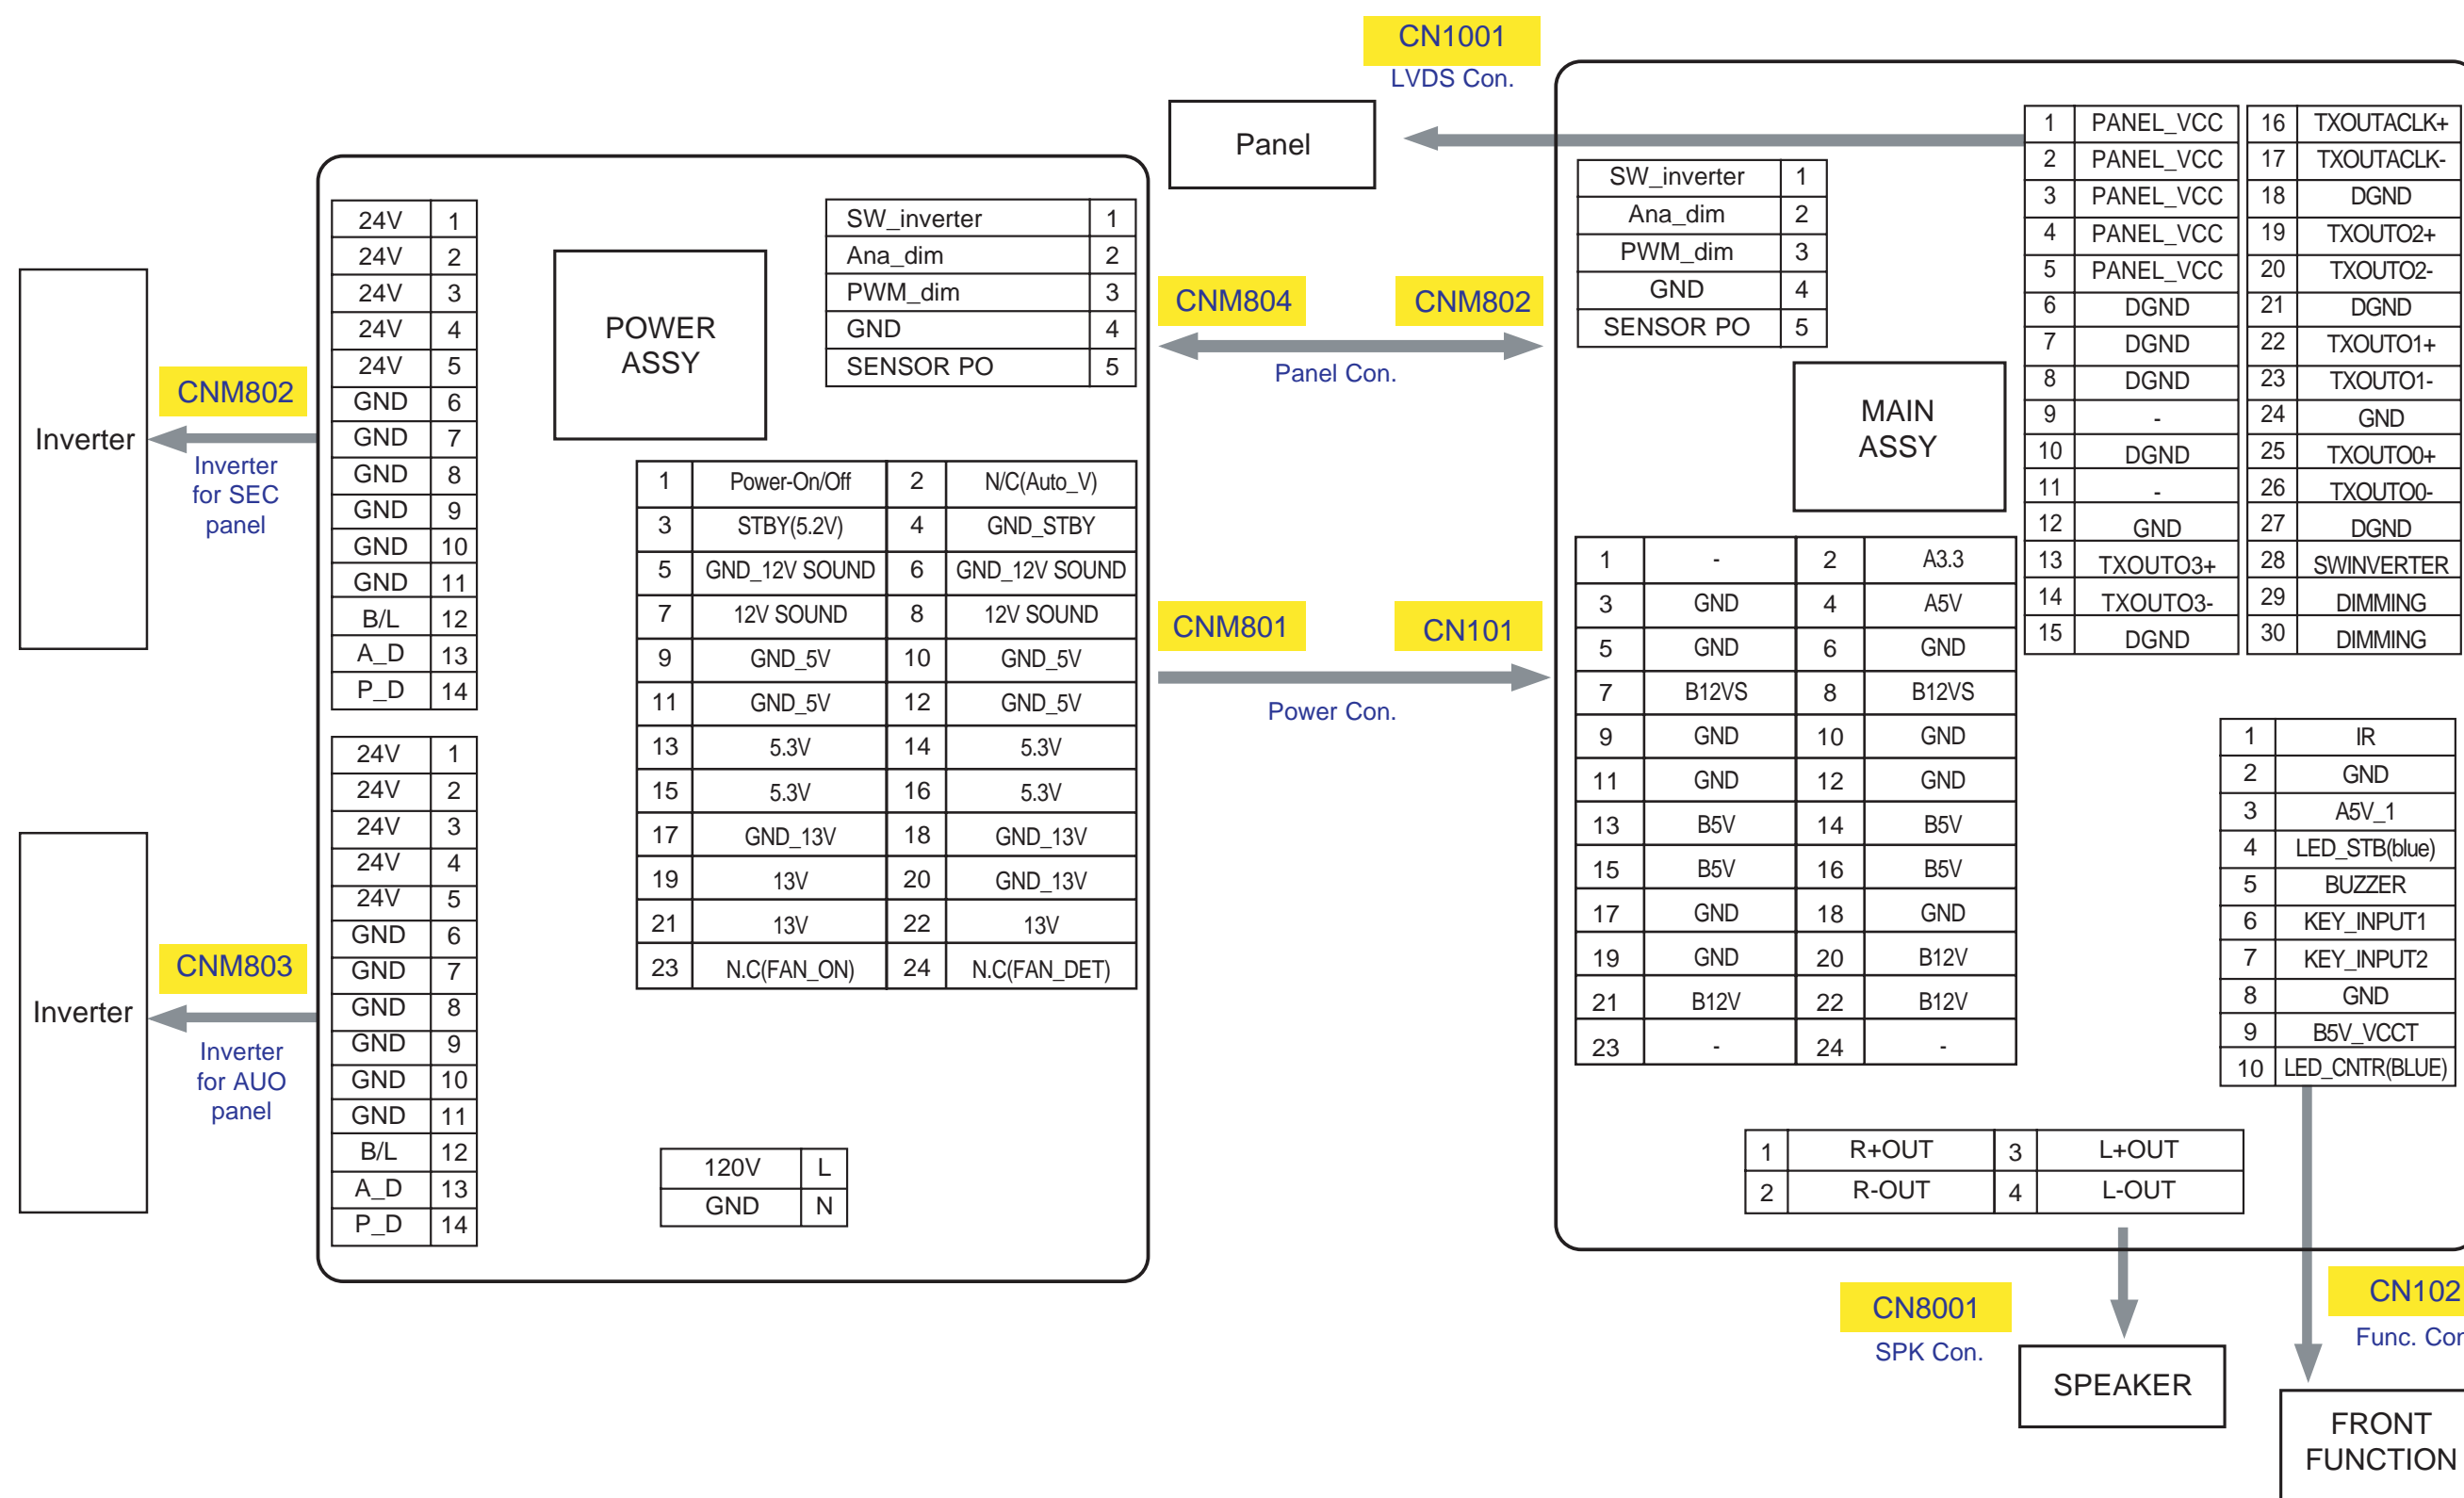 CN1001
LVDS Con.
Panel
Inverter
CNM802
Inverter
for SEC
panel
Inverter
CNM803
Inverter
for AUO
panel
24V 1
24V 2
24V 3
24V 4
24V 5
GND 6
GND 7
GND 8
GND 9
GND 10
GND 11
B/L 12
A_D 13
P_D 14
24V 1
24V 2
24V 3
24V 4
24V 5
GND 6
GND 7
GND 8
GND 9
GND 10
GND 11
B/L 12
A_D 13
P_D 14
POWER
ASSY
SW_inverter 1
Ana_dim 2
PWM_dim 3
GND 4
SENSOR PO 5
1 Power-On/Off 2 N/C(Auto_V)
3 STBY(5.2V) 4 GND_STBY
5 GND_12V SOUND 6 GND_12V SOUND
7 12V SOUND 8 12V SOUND
9 GND_5V 10 GND_5V
11 GND_5V 12 GND_5V
13 5.3V 14 5.3V
15 5.3V 16 5.3V
17 GND_13V 18 GND_13V
19 13V 20 GND_13V
21 13V 22 13V
23 N.C(FAN_ON) 24 N.C(FAN_DET)
120V L
GND N
CNM804 CNM802
Panel Con.
CNM801 CN101
Power Con.
SW_inverter 1
Ana_dim 2
PWM_dim 3
GND 4
SENSOR PO 5
MAIN
ASSY
1 - 2 A3.3
3 GND 4 A5V
5 GND 6 GND
7 B12VS 8 B12VS
9 GND 10 GND
11 GND 12 GND
13 B5V 14 B5V
15 B5V 16 B5V
17 GND 18 GND
19 GND 20 B12V
21 B12V 22 B12V
23 - 24 -
1 PANEL_VCC 16 TXOUTACLK+
2 PANEL_VCC 17 TXOUTACLK-
3 PANEL_VCC 18 DGND
4 PANEL_VCC 19 TXOUTO2+
5 PANEL_VCC 20 TXOUTO2-
6 DGND 21 DGND
7 DGND 22 TXOUTO1+
8 DGND 23 TXOUTO1-
9 - 24 GND
10 DGND 25 TXOUTO0+
11 - 26 TXOUTO0-
12 GND 27 DGND
13 TXOUTO3+ 28 SWINVERTER
14 TXOUTO3- 29 DIMMING
15 DGND 30 DIMMING
1 IR
2 GND
3 A5V_1
4 LED_STB(blue)
5 BUZZER
6 KEY_INPUT1
7 KEY_INPUT2
8 GND
9 B5V_VCCT
10 LED_CNTR(BLUE)
1 R+OUT 3 L+OUT
2 R-OUT 4 L-OUT
CN8001
SPK Con.
SPEAKER
CN102
Func.
FRONT
FUNCTION